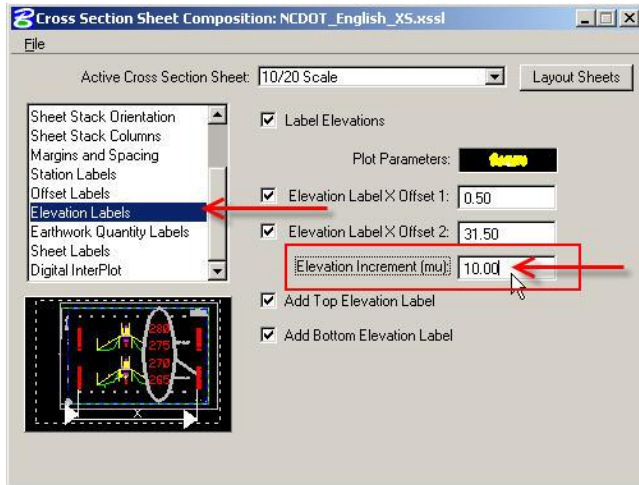 Cross Section Sheet Composition: NCDOT_English_XS.xssl
File
Active Cross Section Sheet: 10/20 Scale
Layout Sheets
Sheet Stack Orientation
Sheet Stack Columns
Margins and Spacing
Station Labels
Offset Labels
Elevation Labels
Earthwork Quantity Labels
Sheet Labels
Digital InterPlot
Label Elevations
Plot Parameters:
Elevation Label X Offset 1: 0.50
Elevation Label X Offset 2: 31.50
Elevation Increment (mu): 10.00
Add Top Elevation Label
Add Bottom Elevation Label
280
275
270
265
X